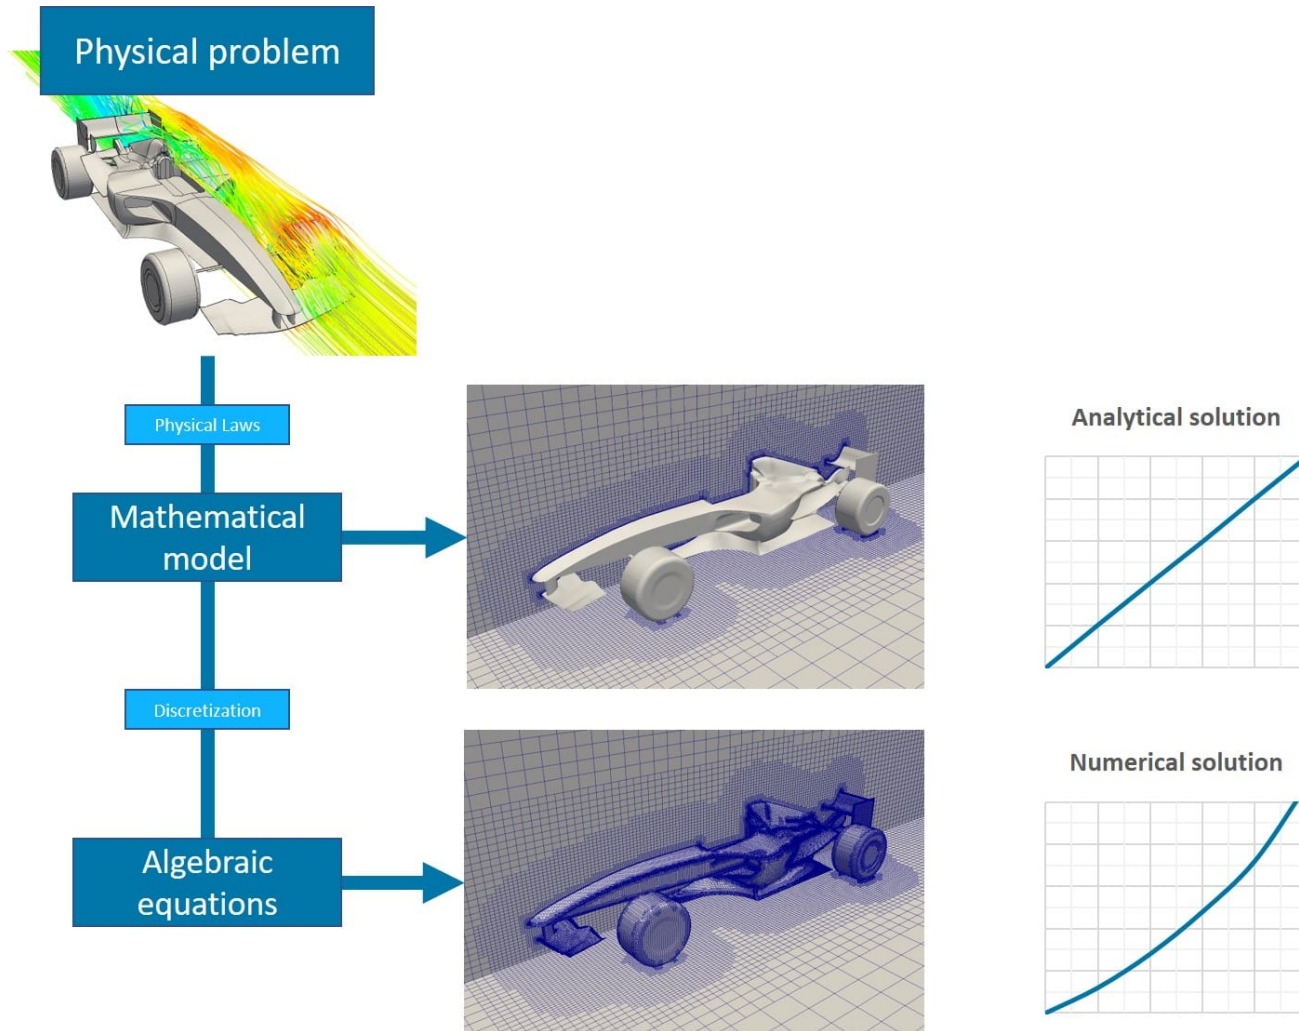 Physical problem
Physical Laws
Mathematical
model
Analytical solution
Discretization
Numerical solution
Algebraic
equations